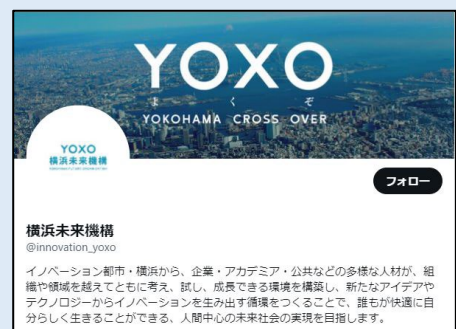 YOXO
よくぞ
YOKOHAMA CROSS OVER
YOXO
横浜未来機構
フォロー
横浜未来機構
@innovation_yoxo
イノベーション都市・横浜から、企業・アカデミア・公共などの多様な人材が、組
織や領域を越えてともに考え、試し、成長できる環境を構築し、新たなアイデアや
テクノロジーからイノベーションを生み出す循環をつくることで、誰もが快適に自
分らしく生きることができる、人間中心の未来社会の実現を目指します。